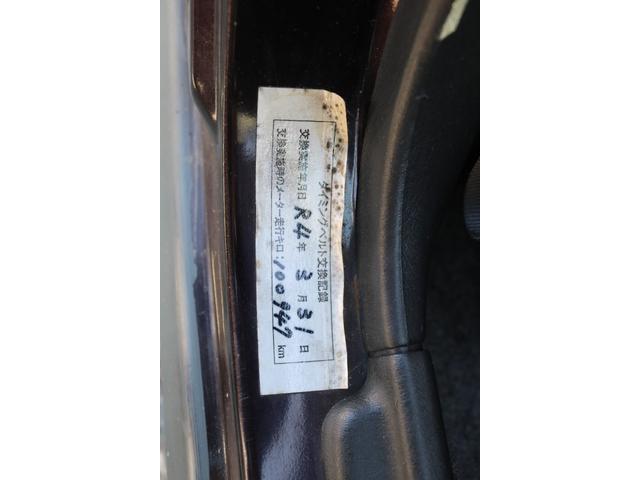 タイミングベルト交換記録
交換実施年月日 R4年 3月 31日
交換実施時のメーター走行キロ：100947km